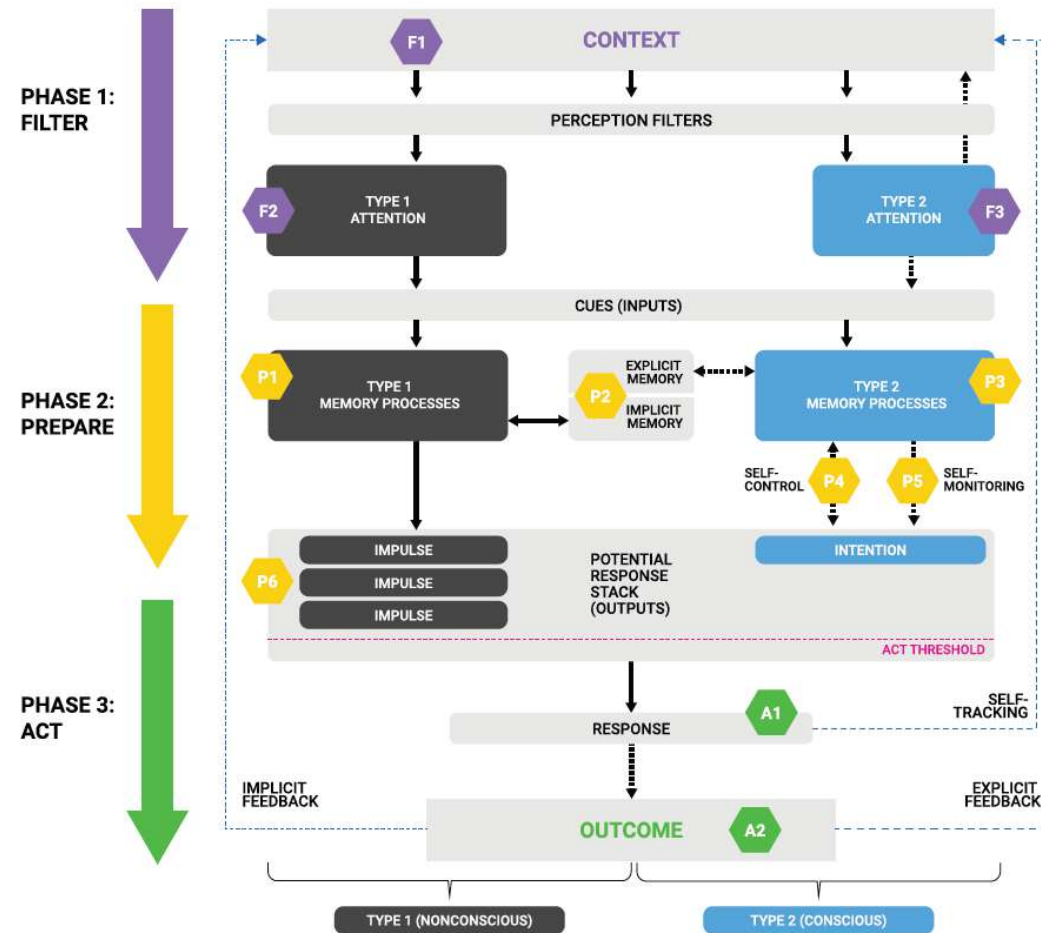 F1
CONTEXT
PHASE 1:
FILTER
PERCEPTION FILTERS
F2
TYPE 1
ATTENTION
TYPE 2
ATTENTION
F3
CUES (INPUTS)
PHASE 2:
PREPARE
P1
TYPE 1
MEMORY PROCESSES
P2
EXPLICIT
MEMORY
IMPLICIT
MEMORY
TYPE 2
MEMORY PROCESSES
P3
SELF-
CONTROL
P4
P5
SELF-
MONITORING
P6
IMPULSE
IMPULSE
IMPULSE
POTENTIAL
RESPONSE
STACK
(OUTPUTS)
INTENTION
ACT THRESHOLD
PHASE 3:
ACT
RESPONSE
A1
SELF-
TRACKING
IMPLICIT
FEEDBACK
EXPLICIT
FEEDBACK
OUTCOME
A2
TYPE 1 (NONCONSCIOUS)
TYPE 2 (CONSCIOUS)